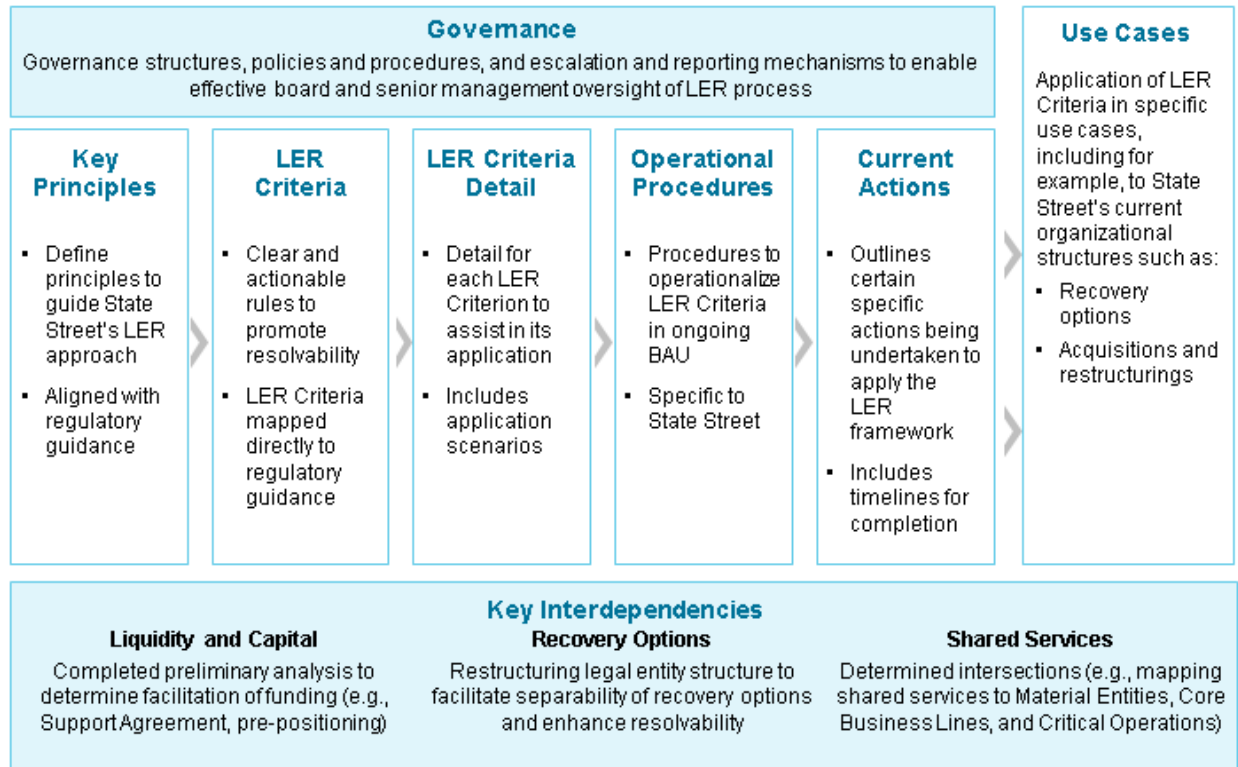 Governance
Governance structures, policies and procedures, and escalation and reporting mechanisms to enable
effective board and senior management oversight of LER process
Key
Principles
▪ Define
principles to
guide State
Street's LER
approach
▪ Aligned with
regulatory
guidance
LER
Criteria
▪ Clear and
actionable
rules to
promote
resolvability
▪ LER Criteria
mapped
directly to
regulatory
guidance
LER Criteria
Detail
▪ Detail for
each LER
Criterion to
assist in its
application
▪ Includes
application
scenarios
Operational
Procedures
▪ Procedures to
operationalize
LER Criteria
in ongoing
BAU
▪ Specific to
State Street
Current
Actions
▪ Outlines
certain
specific
actions being
undertaken to
apply the
LER
framework
▪ Includes
timelines for
completion
Use Cases
Application of LER
Criteria in specific
use cases,
including for
example, to State
Street's current
organizational
structures such as:
▪ Recovery
options
▪ Acquisitions and
restructurings
Key Interdependencies
Liquidity and Capital
Completed preliminary analysis to
determine facilitation of funding (e.g.,
Support Agreement, pre-positioning)
Recovery Options
Restructuring legal entity structure to
facilitate separability of recovery options
and enhance resolvability
Shared Services
Determined intersections (e.g., mapping
shared services to Material Entities, Core
Business Lines, and Critical Operations)